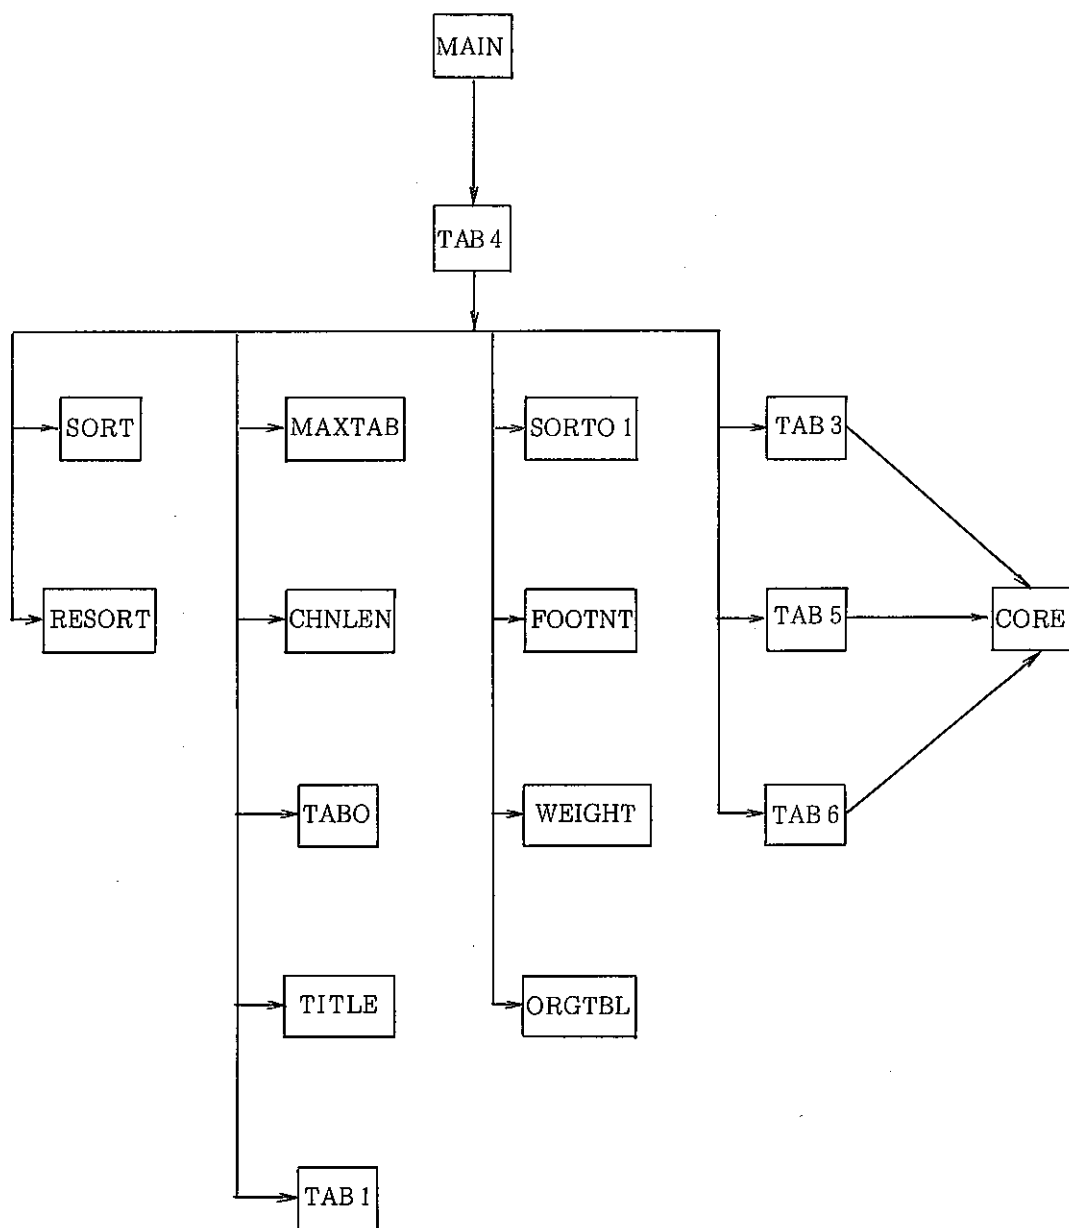 MAIN
TAB 4
SORT
MAXTAB
SORTO 1
TAB 3
RESORT
CHNLEN
FOOTNT
TAB 5
CORE
TABO
WEIGHT
TAB 6
TITLE
ORGTBL
TAB 1